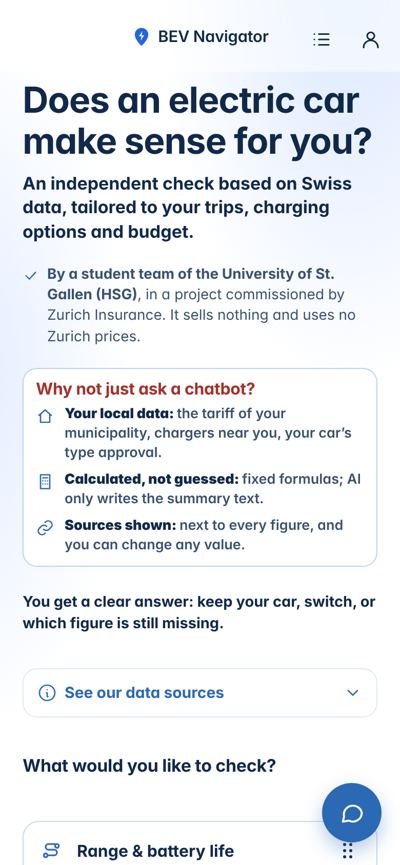 BEV Navigator
Does an electric car
make sense for you?
An independent check based on Swiss
data, tailored to your trips, charging
options and budget.
By a student team of the University of St.
Gallen (HSG), in a project commissioned by
Zurich Insurance. It sells nothing and uses no
Zurich prices.
Why not just ask a chatbot?
Your local data: the tariff of your
municipality, chargers near you, your car’s
type approval.
Calculated, not guessed: fixed formulas; AI
only writes the summary text.
Sources shown: next to every figure, and
you can change any value.
You get a clear answer: keep your car, switch, or
which figure is still missing.
See our data sources
What would you like to check?
Range & battery life